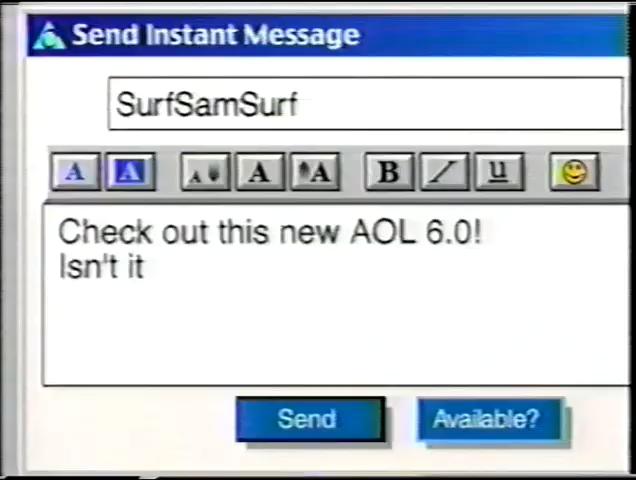 Send Instant Message
SurfSamSurf
A A A A A B / U
Check out this new AOL 6.0!
Isn't it
Send Available?